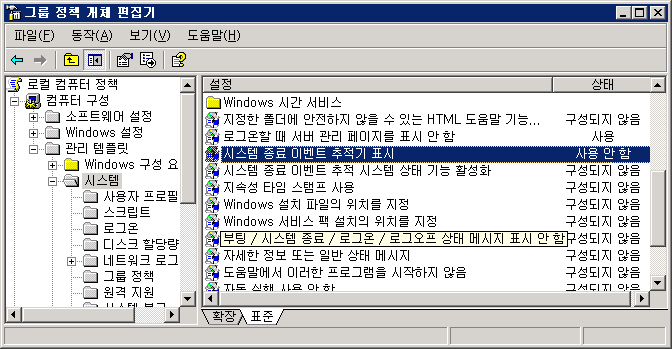 그룹 정책 개체 편집기
파일(F) 동작(A) 보기(V) 도움말(H)
로컬 컴퓨터 정책
컴퓨터 구성
소프트웨어 설정
Windows 설정
관리 템플릿
Windows 구성 요
시스템
사용자 프로필
스크립트
로그온
디스크 할당량
네트워크 로그
그룹 정책
원격 지원
설정 상태
Windows 시간 서비스
지정한 폴더에 안전하지 않을 수 있는 HTML 도움말 기능... 구성되지 않음
로그온할 때 서버 관리 페이지를 표시 안 함 사용
시스템 종료 이벤트 추적기 표시 사용 안 함
시스템 종료 이벤트 추적 시스템 상태 기능 활성화 구성되지 않음
지속성 타임 스탬프 사용 구성되지 않음
Windows 설치 파일의 위치를 지정 구성되지 않음
Windows 서비스 팩 설치의 위치를 지정 구성되지 않음
부팅 / 시스템 종료 / 로그온 / 로그오프 상태 메시지 표시 안 함 구성되지 않음
자세한 정보 또는 일반 상태 메시지 구성되지 않음
도움말에서 이러한 프로그램을 시작하지 않음 구성되지 않음
자동 실행 사용 안 함 구성되지 않음
확장 표준